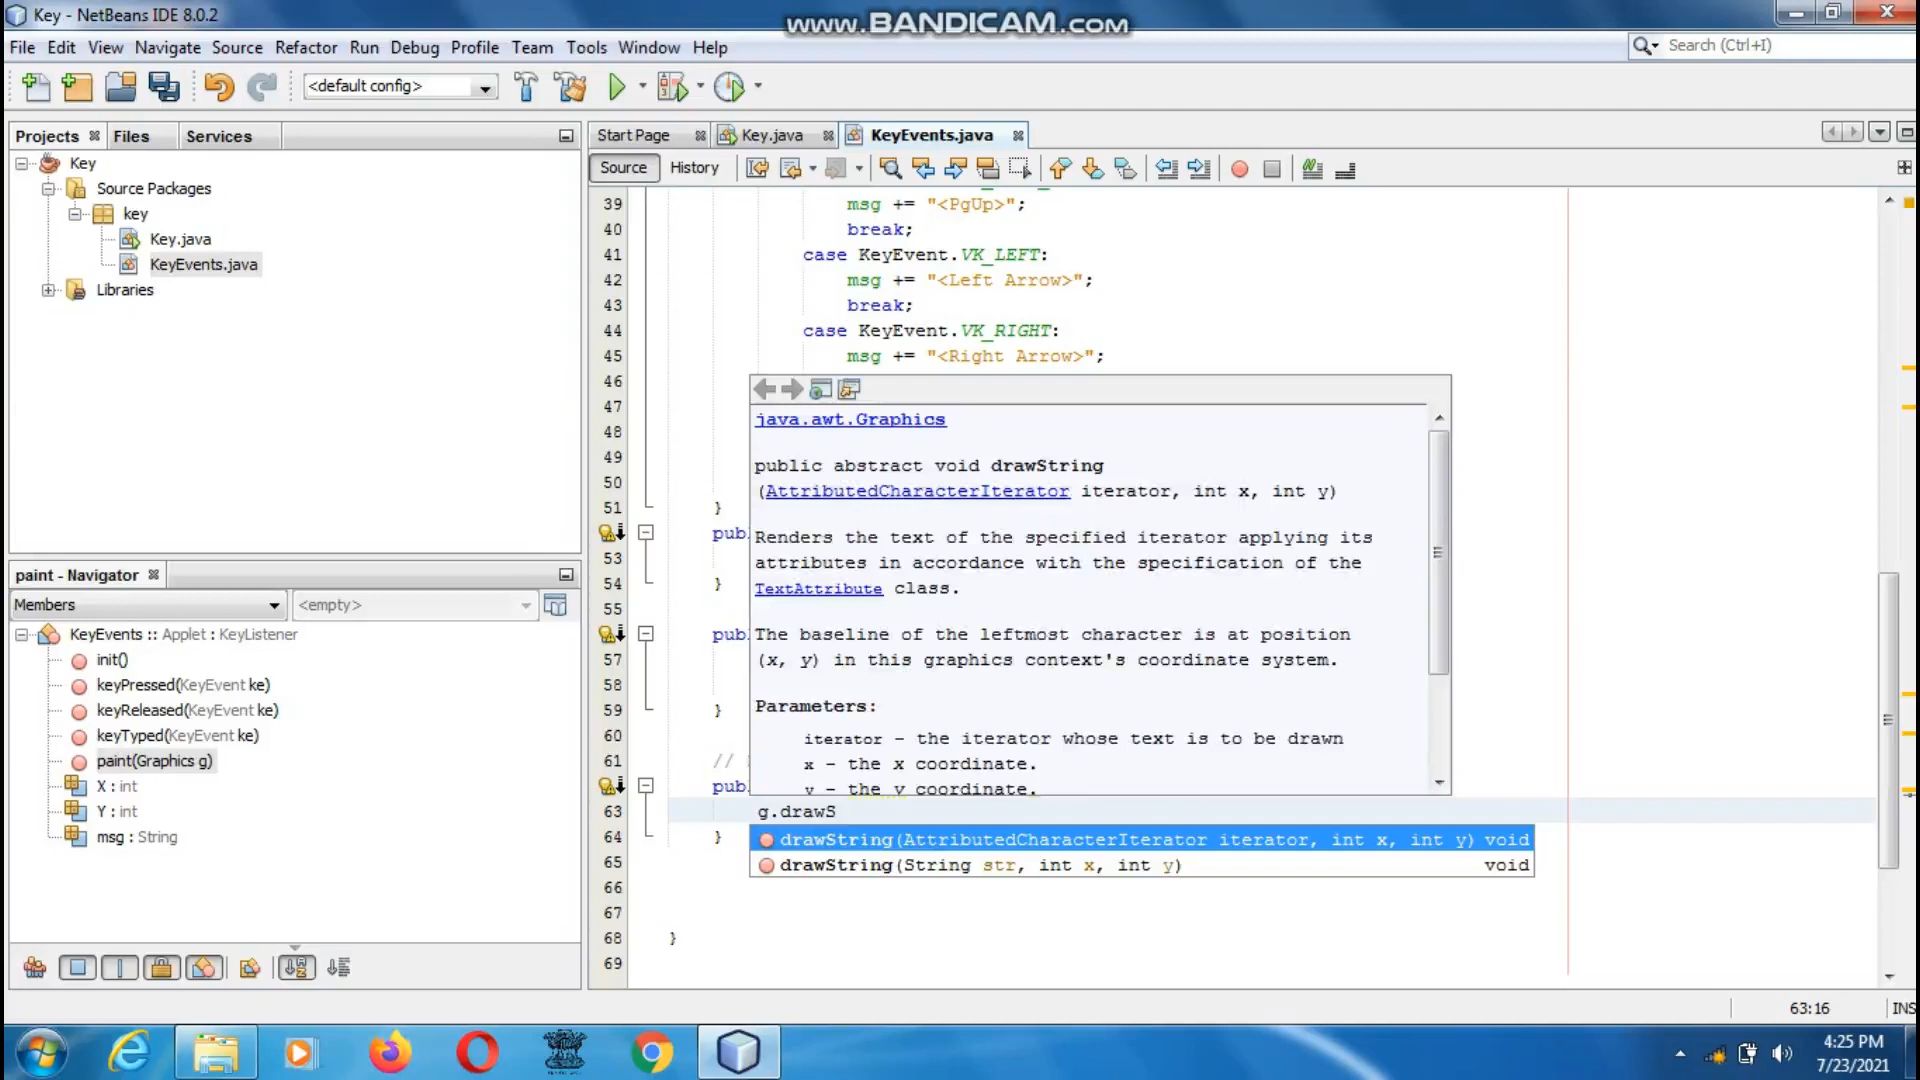 Key - NetBeans IDE 8.0.2
www.BANDICAM.com
File Edit View Navigate Source Refactor Run Debug Profile Team Tools Window Help
Search (Ctrl+I)
<default config>
Projects Files Services
Key
Source Packages
key
Key.java
KeyEvents.java
Libraries
paint - Navigator
Members
<empty>
KeyEvents :: Applet : KeyListener
init()
keyPressed(KeyEvent ke)
keyReleased(KeyEvent ke)
keyTyped(KeyEvent ke)
paint(Graphics g)
X : int
Y : int
msg : String
Start Page Key.java KeyEvents.java
Source History
39 msg += "<PgUp>";
40 break;
41 case KeyEvent.VK_LEFT:
42 msg += "<Left Arrow>";
43 break;
44 case KeyEvent.VK_RIGHT:
45 msg += "<Right Arrow>";
46
47
48
49
50
51 }
publ
53
54 }
55
publ
57
58
59 }
60
61 //
publ
63 g.drawS
64 }
65
66
67
68 }
69
java.awt.Graphics
public abstract void drawString
(AttributedCharacterIterator iterator, int x, int y)
Renders the text of the specified iterator applying its
attributes in accordance with the specification of the
TextAttribute class.
The baseline of the leftmost character is at position
(x, y) in this graphics context's coordinate system.
Parameters:
iterator - the iterator whose text is to be drawn
x - the x coordinate.
y - the y coordinate.
drawString(AttributedCharacterIterator iterator, int x, int y) void
drawString(String str, int x, int y) void
63:16 INS
4:25 PM
7/23/2021